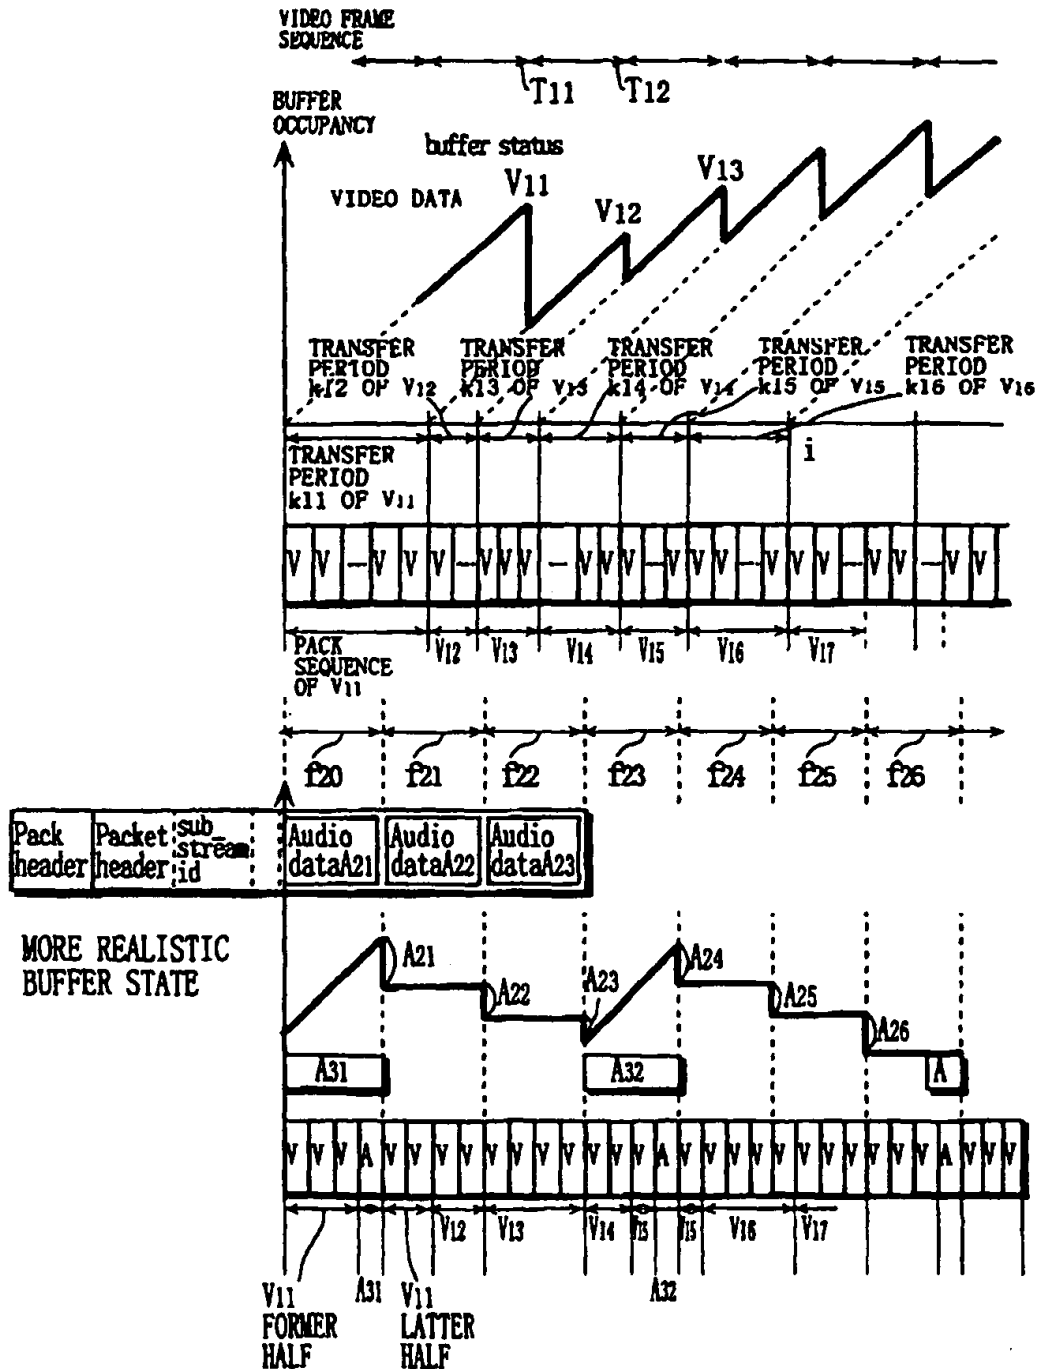 VIDEO FRAME
SEQUENCE
T11 T12
BUFFER
OCCUPANCY
buffer status
VIDEO DATA
V11 V12 V13
TRANSFER
PERIOD
k12 OF V12
TRANSFER
PERIOD
k13 OF V13
TRANSFER
PERIOD
k14 OF V14
TRANSFER
PERIOD
k15 OF V15
TRANSFER
PERIOD
k16 OF V16
i
TRANSFER
PERIOD
k11 OF V11
V V — V V V — V V V — V V V — V V — V V V — V V — V V
PACK
SEQUENCE
OF V11
V12 V13 V14 V15 V16 V17
f20 f21 f22 f23 f24 f25 f26
Pack
header
Packet
header
sub_
stream
id
Audio
dataA21
Audio
dataA22
Audio
dataA23
MORE REALISTIC
BUFFER STATE
A21 A22 A23 A24 A25 A26
A31 A32 A
V V V A V V V V V V V V V V V A V V V V V V V V V V A V V V
V12 V13 V14 V15 V15 V16 V17
A31 A32
V11
FORMER
HALF
V11
LATTER
HALF